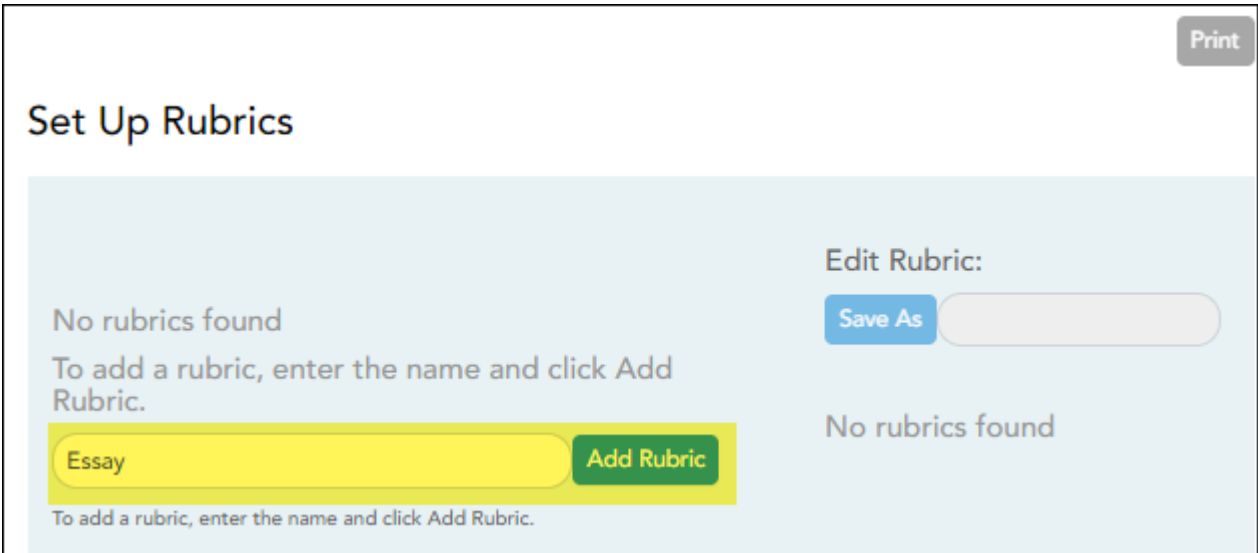 Print
Set Up Rubrics
No rubrics found
To add a rubric, enter the name and click Add
Rubric.
Essay
Add Rubric
To add a rubric, enter the name and click Add Rubric.
Edit Rubric:
Save As
No rubrics found